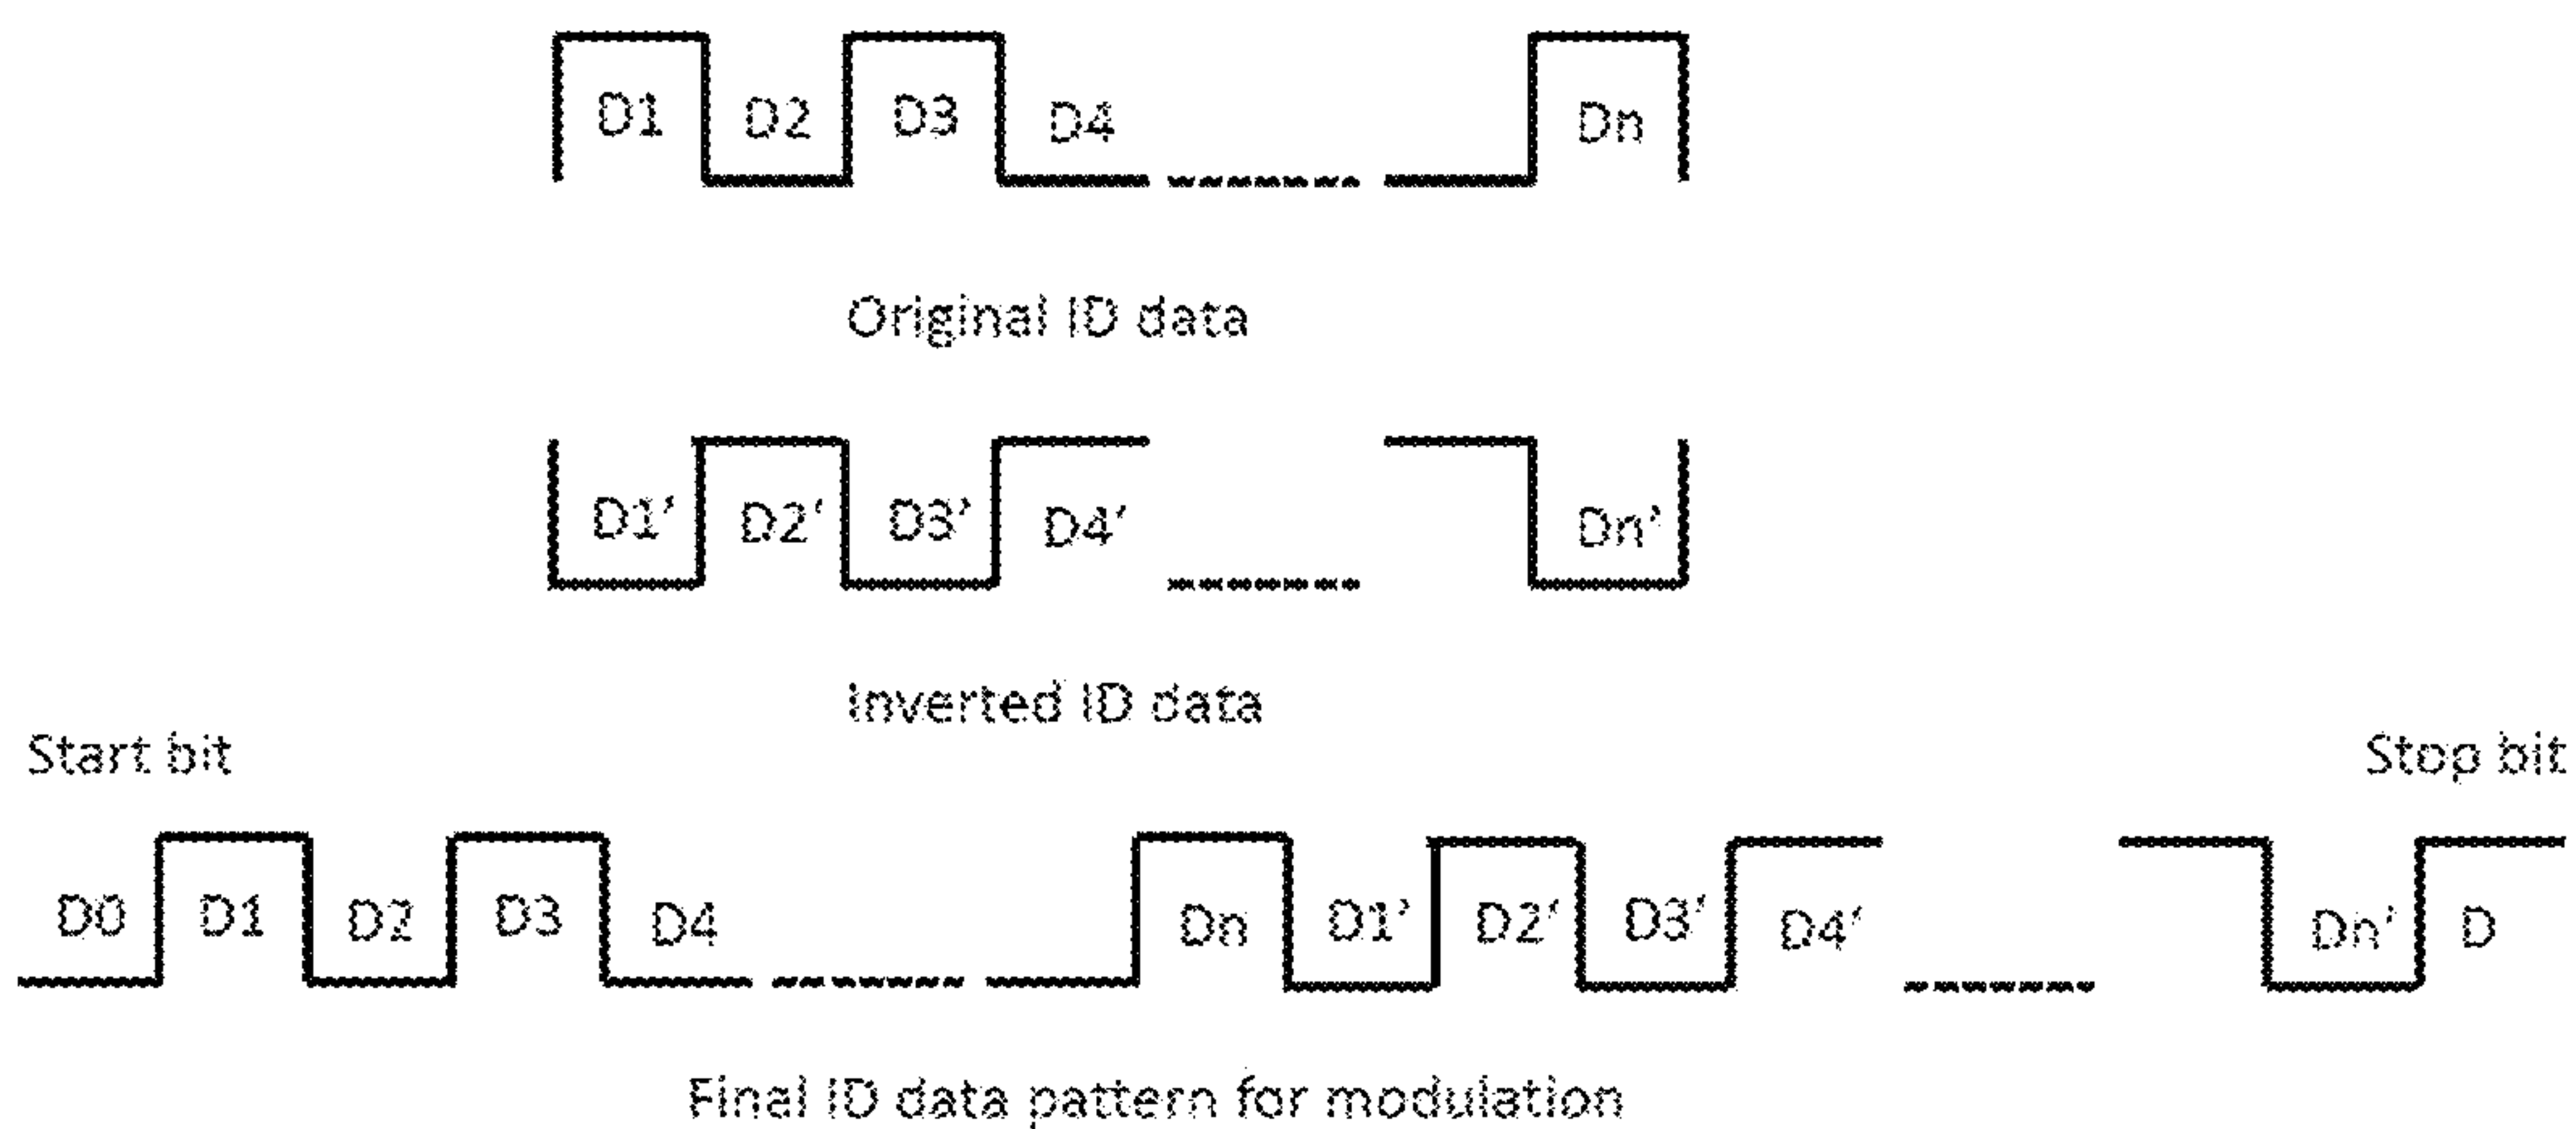 D1 D2 D3 D4 Dn
Original ID data
D1' D2' D3' D4' Dn'
Inverted ID data
Start bit Stop bit
D0 D1 D2 D3 D4 Dn D1' D2' D3' D4' Dn' D
Final ID data pattern for modulation